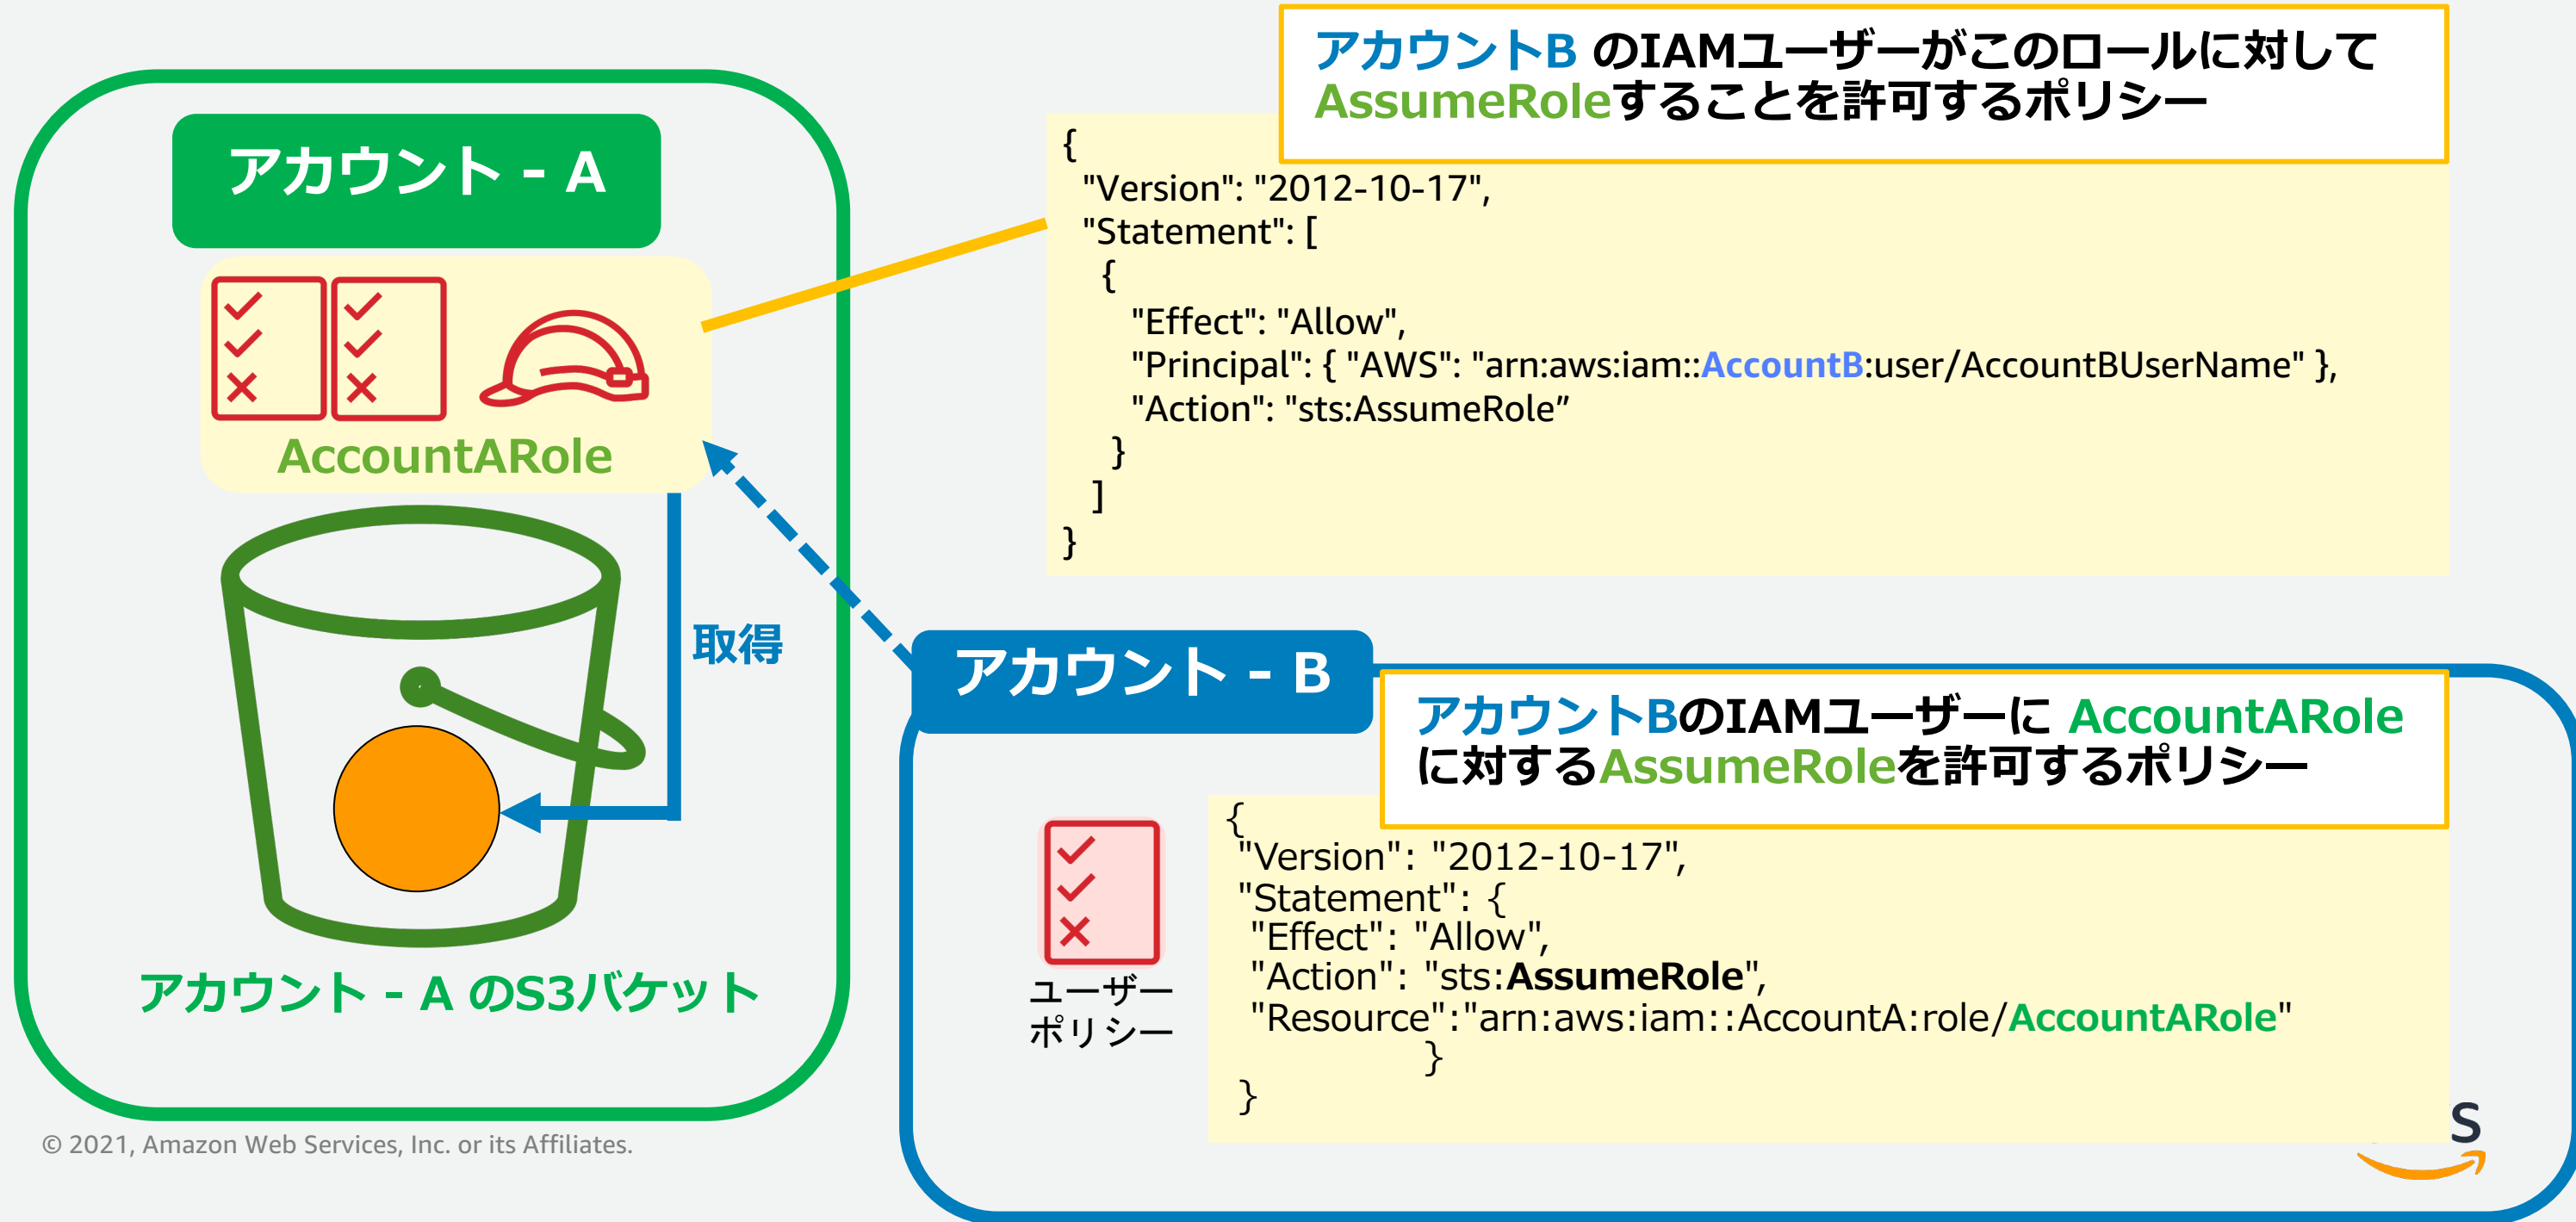 アカウントB のIAMユーザーがこのロールに対して
AssumeRoleすることを許可するポリシー
アカウント - A
AccountARole
{
"Version": "2012-10-17",
"Statement": [
{
"Effect": "Allow",
"Principal": { "AWS": "arn:aws:iam::AccountB:user/AccountBUserName" },
"Action": "sts:AssumeRole”
}
]
}
取得
アカウント - A のS3バケット
アカウント - B
アカウントBのIAMユーザーに AccountARole
に対するAssumeRoleを許可するポリシー
ユーザー
ポリシー
{
"Version": "2012-10-17",
"Statement": {
"Effect": "Allow",
"Action": "sts:AssumeRole",
"Resource":"arn:aws:iam::AccountA:role/AccountARole"
}
}
© 2021, Amazon Web Services, Inc. or its Affiliates.